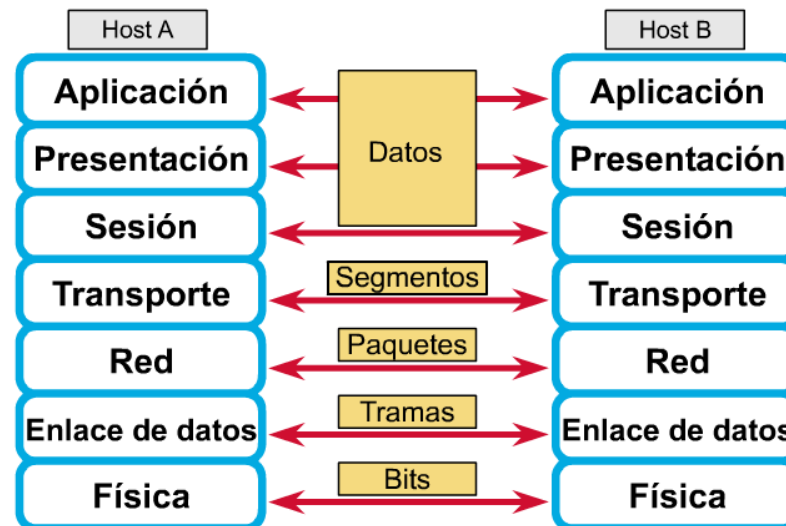 Host A
Host B
Aplicación
Aplicación
Presentación
Datos
Presentación
Sesión
Sesión
Segmentos
Transporte
Transporte
Paquetes
Red
Red
Tramas
Enlace de datos
Enlace de datos
Bits
Física
Física